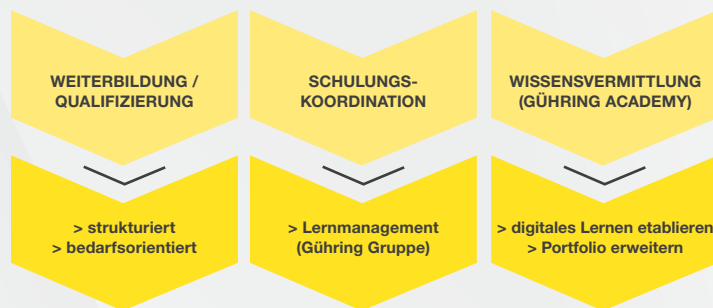 WEITERBILDUNG /
QUALIFIZIERUNG
> strukturiert
> bedarfsorientiert
SCHULUNGS-
KOORDINATION
> Lernmanagement
(Gühring Gruppe)
WISSENSVERMITTLUNG
(GÜHRING ACADEMY)
> digitales Lernen etablieren
> Portfolio erweitern